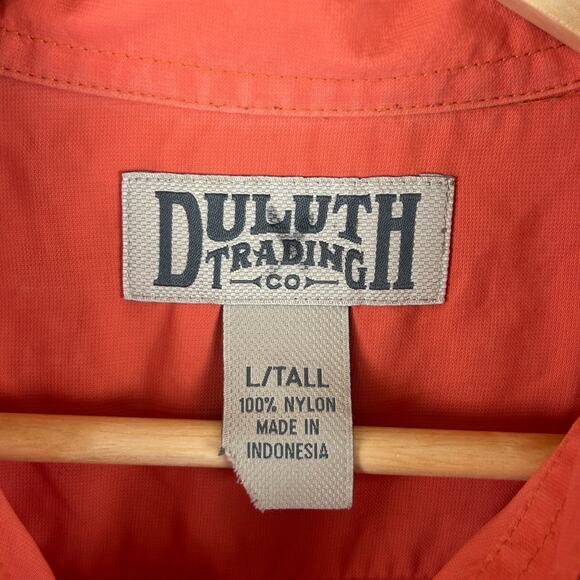 DULUTH
TRADING
CO
L/TALL
100% NYLON
MADE IN
INDONESIA